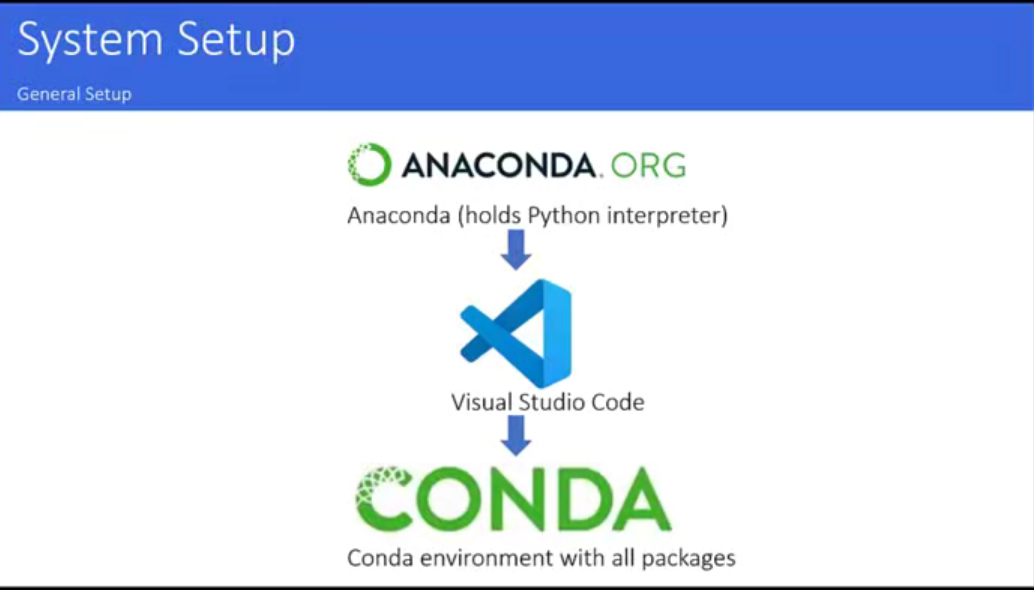 System Setup
General Setup
ANACONDA.ORG
Anaconda (holds Python interpreter)
Visual Studio Code
CONDA
Conda environment with all packages